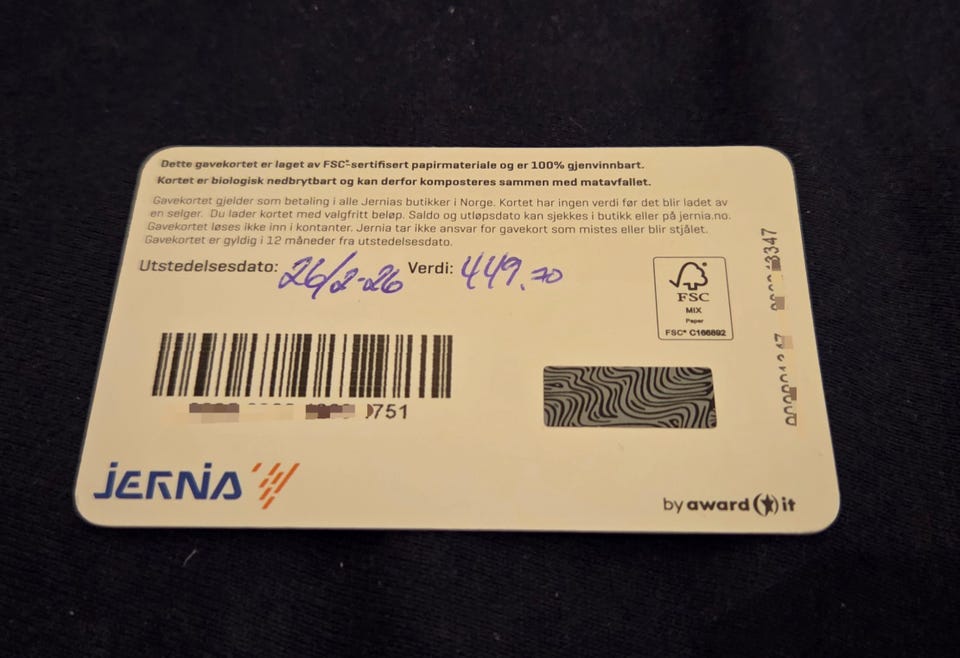 Dette gavekortet er laget av FSC®-sertifisert papirmateriale og er 100% gjenvinnbart.
Kortet er biologisk nedbrytbart og kan derfor komposteres sammen med matavfallet.
Gavekortet gjelder som betaling i alle Jernias butikker i Norge. Kortet har ingen verdi før det blir ladet av
en selger. Du lader kortet med valgfritt beløp. Saldo og utløpsdato kan sjekkes i butikk eller på jernia.no.
Gavekortet løses ikke inn i kontanter. Jernia tar ikke ansvar for gavekort som mistes eller blir stjålet.
Gavekortet er gyldig i 12 måneder fra utstedelsesdato.
Utstedelsesdato: 26/2-26 Verdi: 449.70
FSC
MIX
Paper
FSC® C166692
3347
0751
JERNIA
by award it